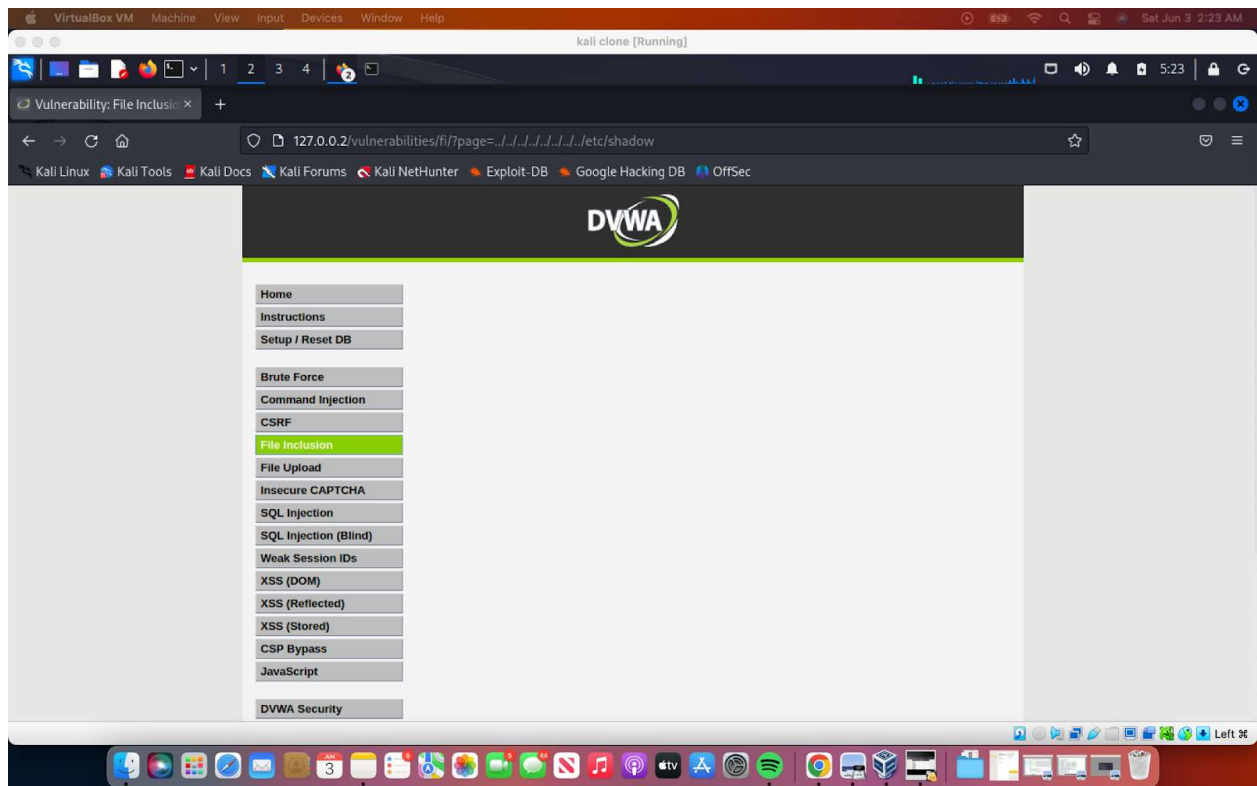 VirtualBox VM Machine View Input Devices Window Help Sat Jun 3 2:23 AM
kali clone [Running]
1 2 3 4 2 5:23
Vulnerability: File Inclusio
127.0.0.2/vulnerabilities/fi/?page=../../../../../../../../etc/shadow
Kali Linux Kali Tools Kali Docs Kali Forums Kali NetHunter Exploit-DB Google Hacking DB OffSec
DVWA
Home
Instructions
Setup / Reset DB
Brute Force
Command Injection
CSRF
File Inclusion
File Upload
Insecure CAPTCHA
SQL Injection
SQL Injection (Blind)
Weak Session IDs
XSS (DOM)
XSS (Reflected)
XSS (Stored)
CSP Bypass
JavaScript
DVWA Security
Left ⌘
JUN
3
tv